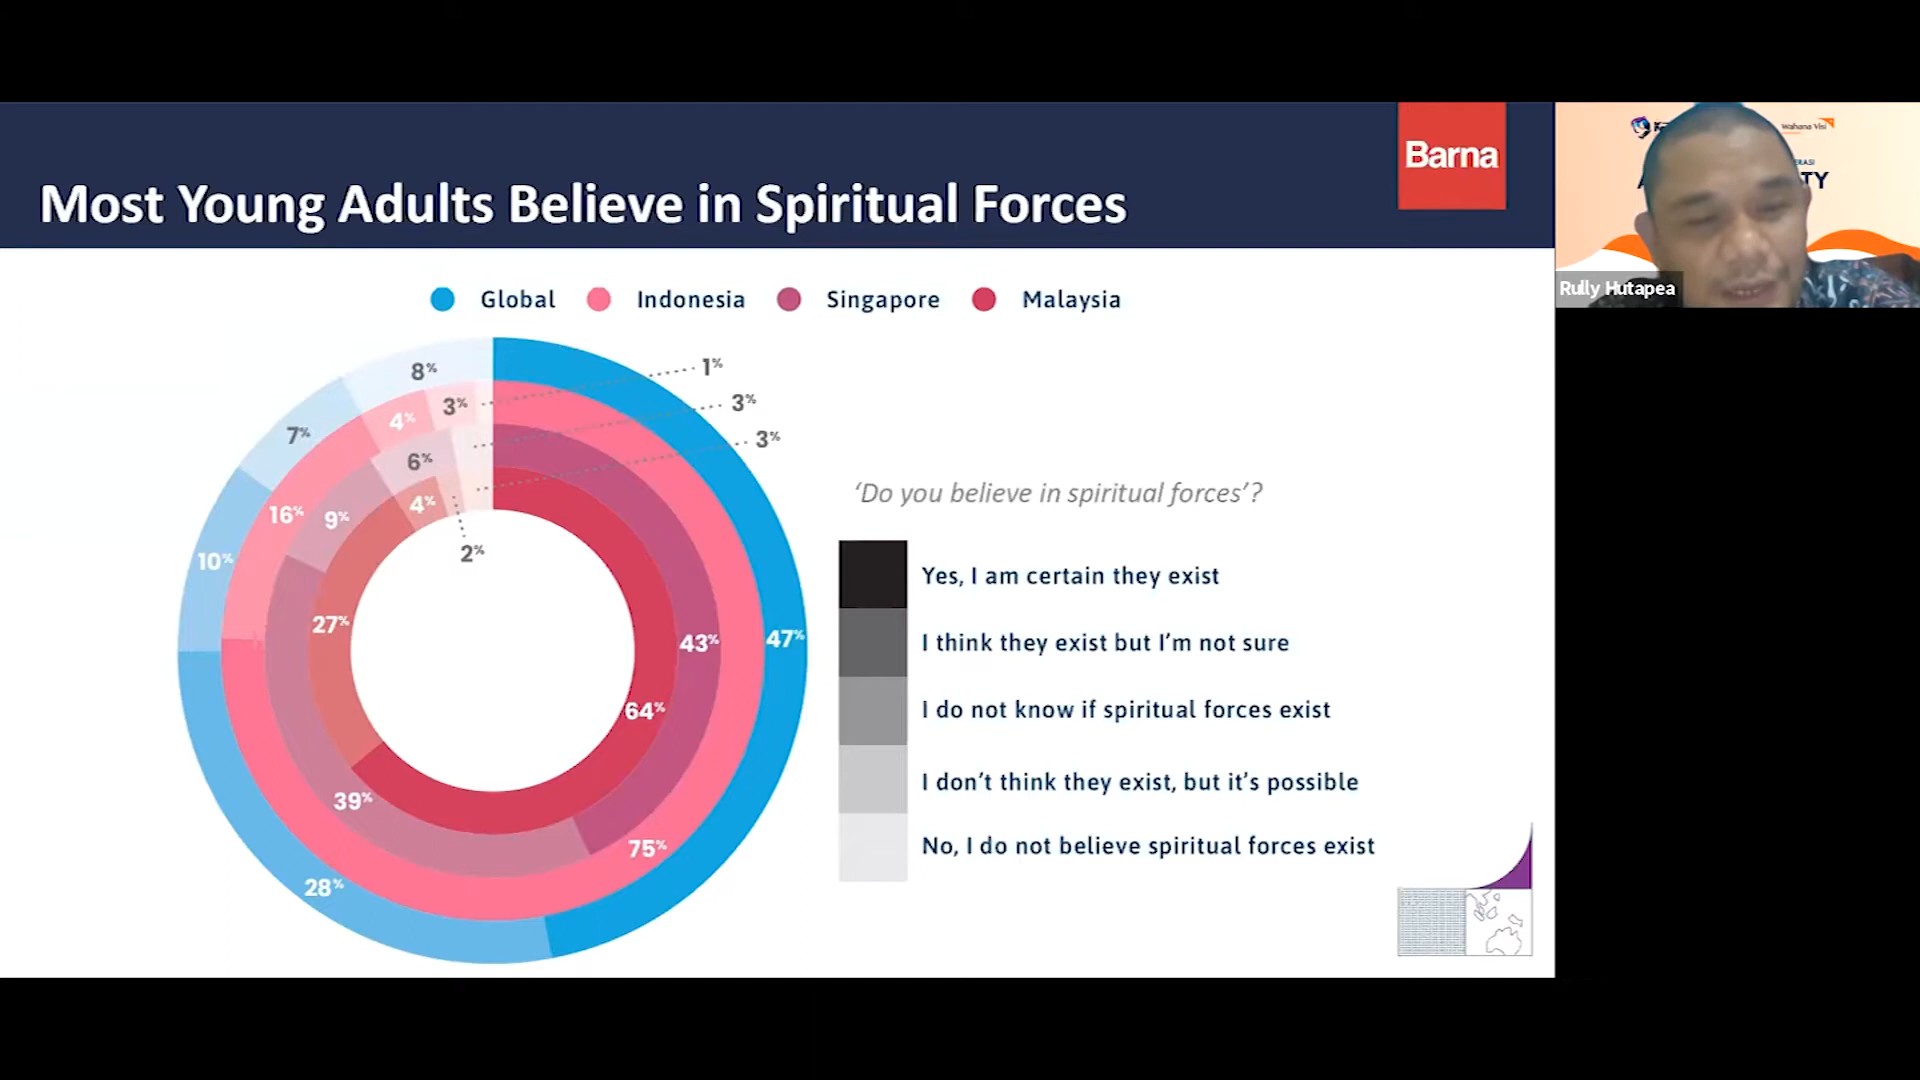 Most Young Adults Believe in Spiritual Forces
Barna
Wahana Visi
Rully Hutapea
Global
Indonesia
Singapore
Malaysia
8%
1%
3%
3%
4%
3%
7%
6%
4%
16%
9%
2%
10%
27%
43%
47%
64%
39%
75%
28%
‘Do you believe in spiritual forces’?
Yes, I am certain they exist
I think they exist but I’m not sure
I do not know if spiritual forces exist
I don’t think they exist, but it’s possible
No, I do not believe spiritual forces exist